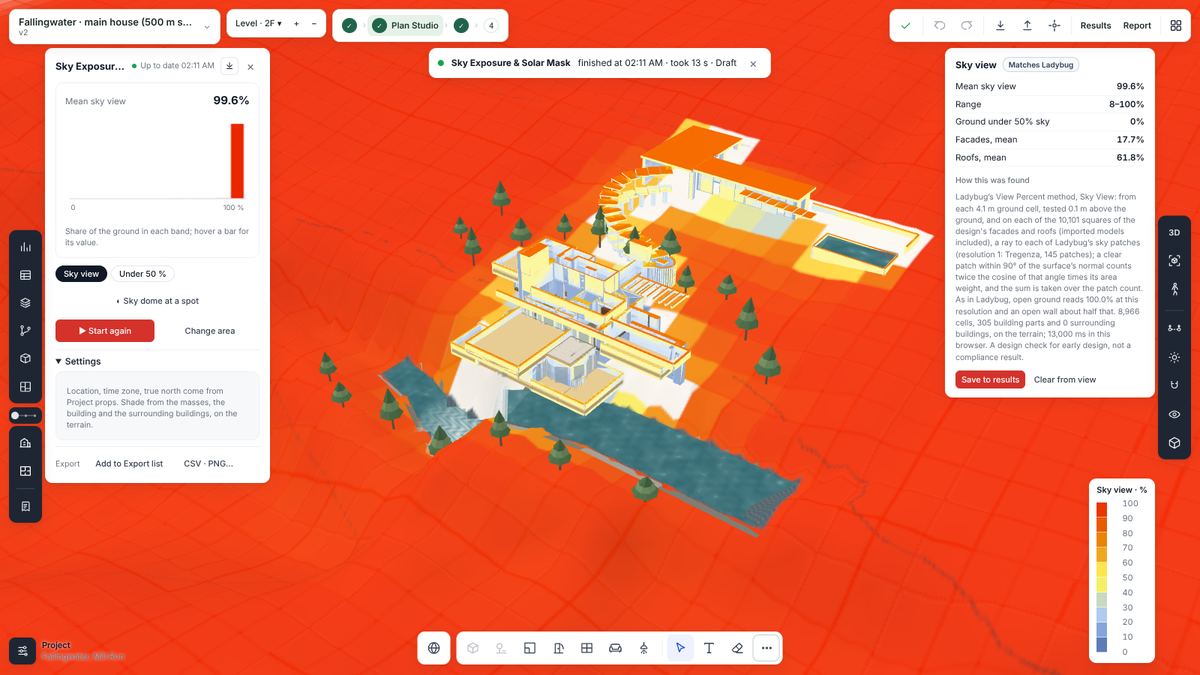 Fallingwater · main house (500 m s...
v2
Level · 2F ▾ + −
Plan Studio
4
Results
Report
Sky Exposur...
Up to date 02:11 AM
Mean sky view
99.6%
0
100 %
Share of the ground in each band; hover a bar for
its value.
Sky view
Under 50 %
Sky dome at a spot
Start again
Change area
Settings
Location, time zone, true north come from
Project props. Shade from the masses, the
building and the surrounding buildings, on the
terrain.
Export
Add to Export list
CSV · PNG...
Sky Exposure & Solar Mask finished at 02:11 AM · took 13 s · Draft
Sky view
Matches Ladybug
Mean sky view 99.6%
Range 8–100%
Ground under 50% sky 0%
Facades, mean 17.7%
Roofs, mean 61.8%
How this was found
Ladybug's View Percent method, Sky View: from
each 4.1 m ground cell, tested 0.1 m above the
ground, and on each of the 10,101 squares of the
design's facades and roofs (imported models
included), a ray to each of Ladybug's sky patches
(resolution 1: Tregenza, 145 patches); a clear
patch within 90° of the surface's normal counts
twice the cosine of that angle times its area
weight, and the sum is taken over the patch count.
As in Ladybug, open ground reads 100.0% at this
resolution and an open wall about half that. 8,966
cells, 305 building parts and 0 surrounding
buildings, on the terrain; 13,000 ms in this
browser. A design check for early design, not a
compliance result.
Save to results
Clear from view
3D
Sky view · %
100
90
80
70
60
50
40
30
20
10
0
Project
Fallingwater, Mill Run